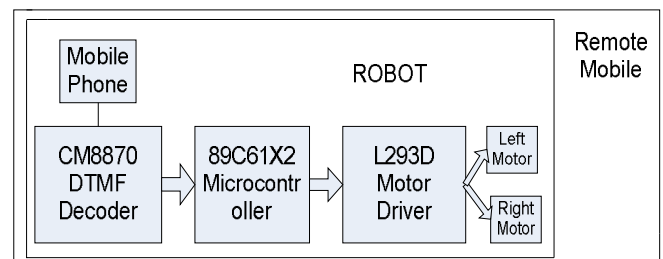 Mobile
Phone
ROBOT
Remote
Mobile
CM8870
DTMF
Decoder
89C61X2
Microcontr
oller
L293D
Motor
Driver
Left
Motor
Right
Motor